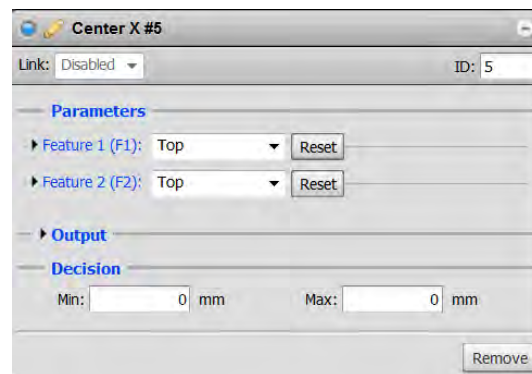 Center X #5
Link: Disabled ID: 5
Parameters
Feature 1 (F1): Top Reset
Feature 2 (F2): Top Reset
Output
Decision
Min: 0 mm Max: 0 mm
Remove